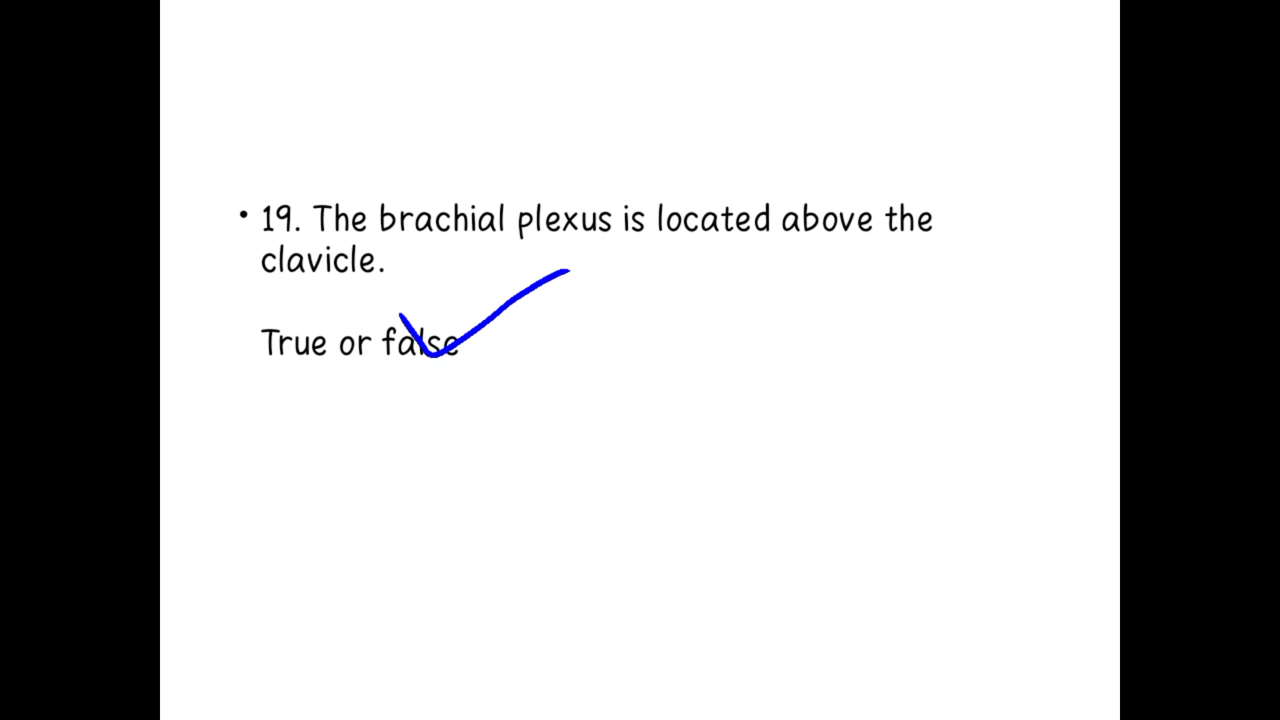 • 19. The brachial plexus is located above the
clavicle.
True or false